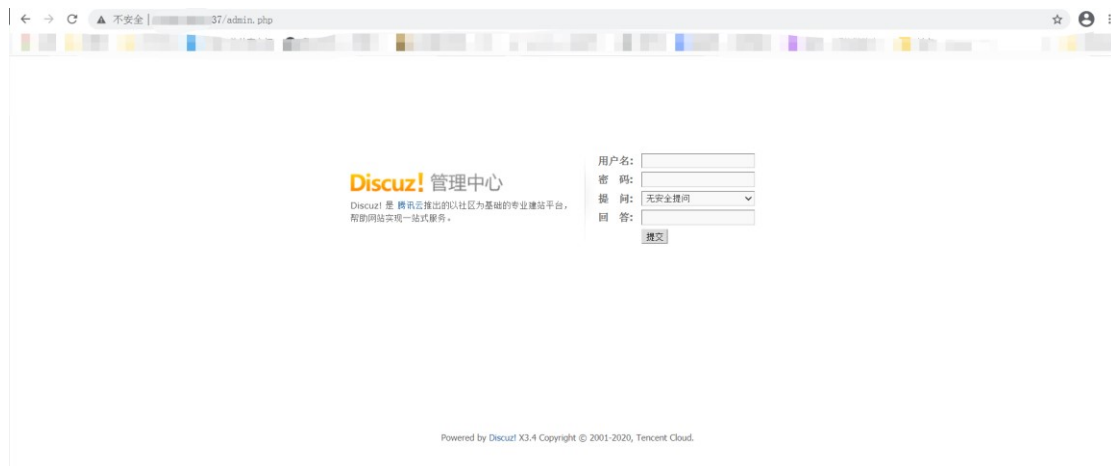 不安全 | 37/admin.php
用户名:
密 码:
Discuz! 管理中心
提 问: 无安全提问
Discuz! 是 腾讯云推出的以社区为基础的专业建站平台，
帮助网站实现一站式服务。
回 答:
提交
Powered by Discuz! X3.4 Copyright © 2001-2020, Tencent Cloud.